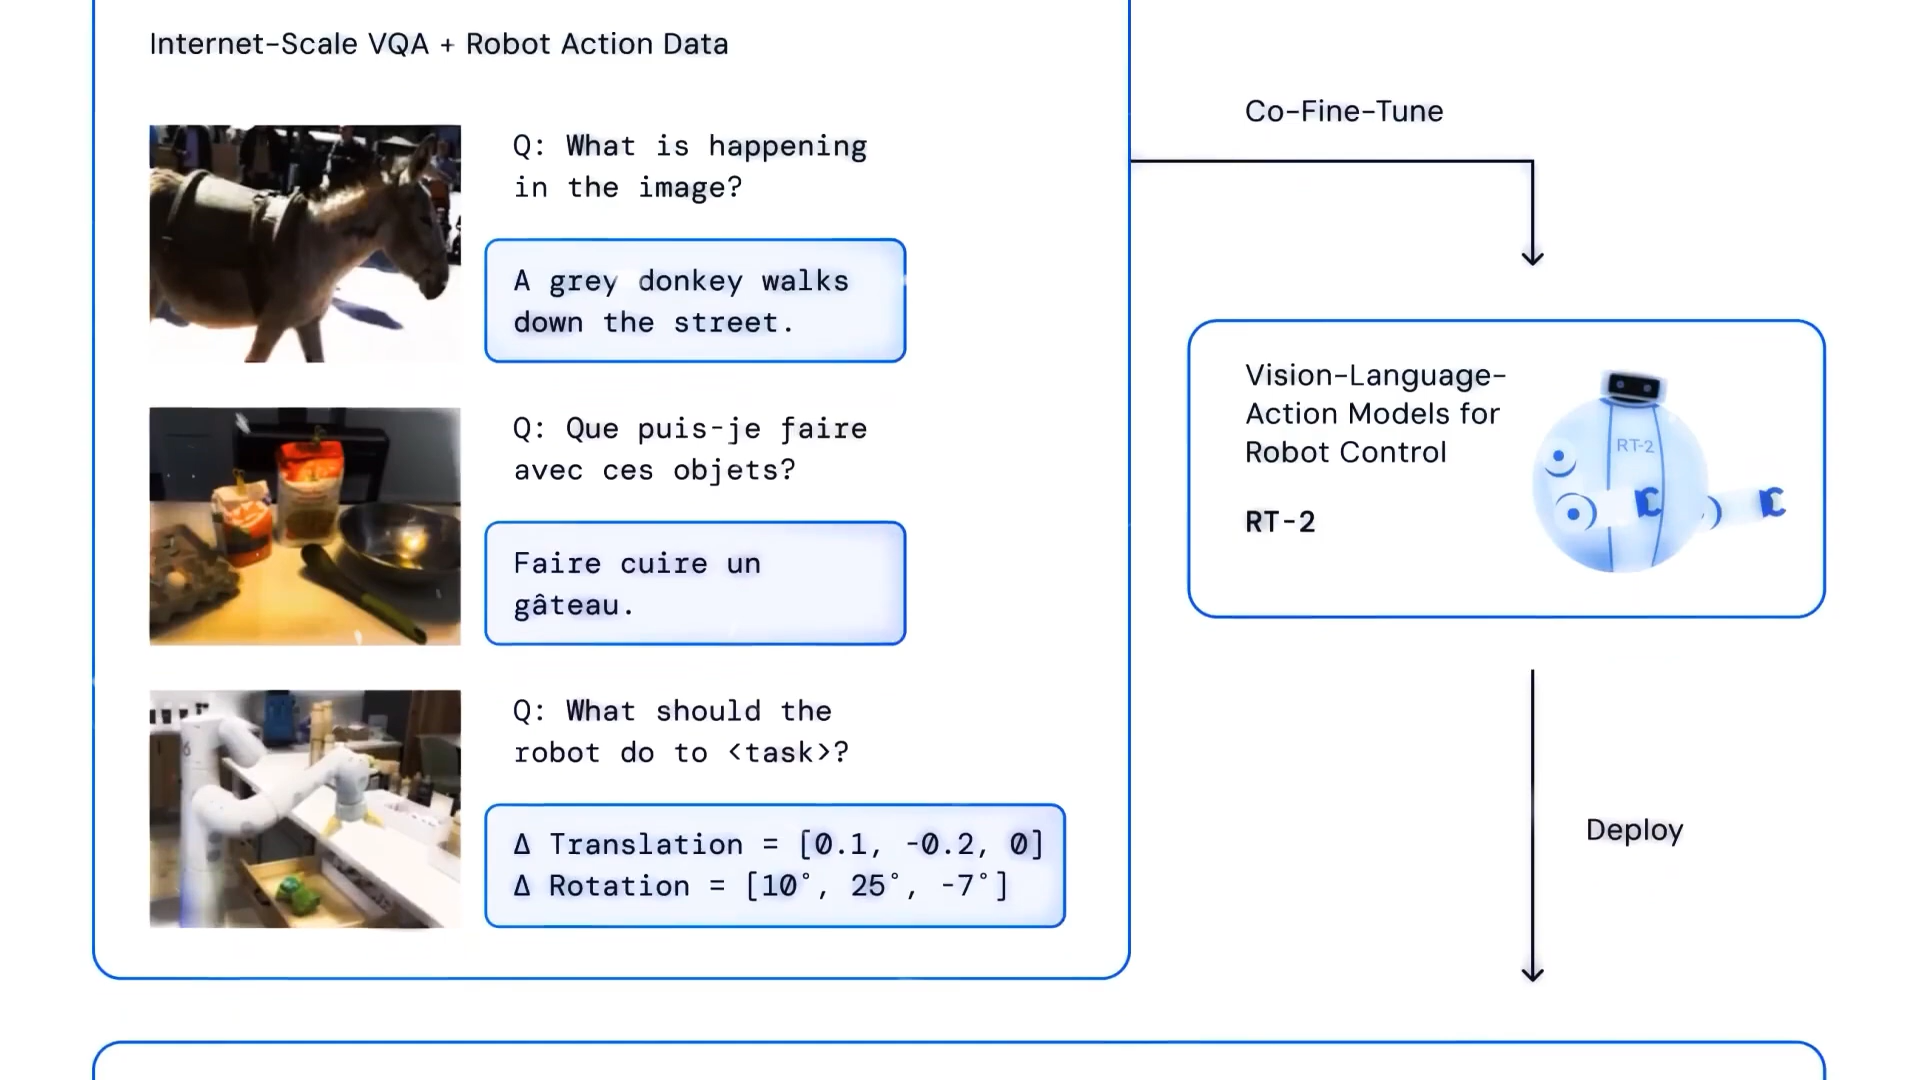 Internet-Scale VQA + Robot Action Data
Q: What is happening
in the image?
A grey donkey walks
down the street.
Q: Que puis-je faire
avec ces objets?
Faire cuire un
gâteau.
Q: What should the
robot do to <task>?
Δ Translation = [0.1, -0.2, 0]
Δ Rotation = [10°, 25°, -7°]
Co-Fine-Tune
Vision-Language-
Action Models for
Robot Control
RT-2
RT-2
Deploy